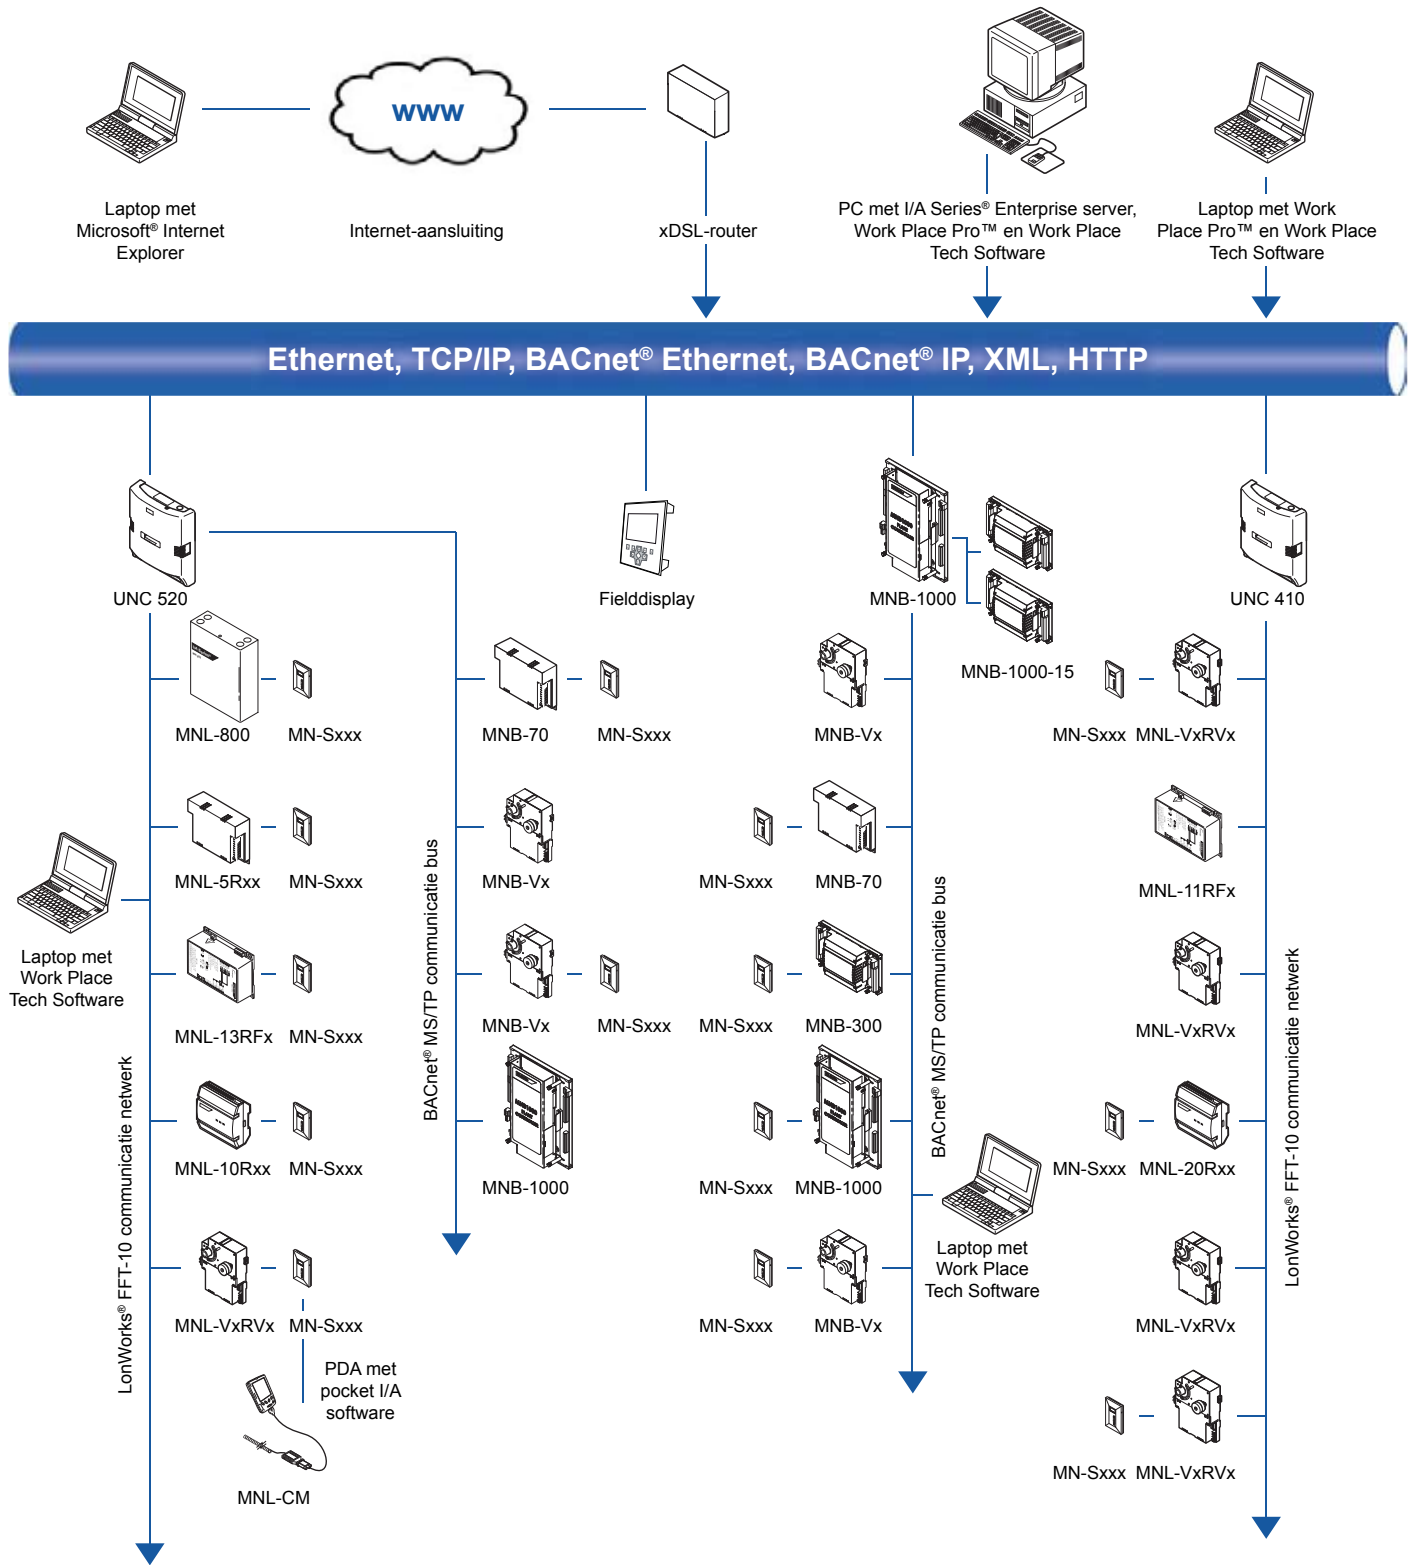 WWW
Laptop met
Microsoft® Internet
Explorer
Internet-aansluiting
xDSL-router
PC met I/A Series® Enterprise server,
Work Place Pro™ en Work Place
Tech Software
Laptop met Work
Place Pro™ en Work Place
Tech Software
Ethernet, TCP/IP, BACnet® Ethernet, BACnet® IP, XML, HTTP
UNC 520
Fielddisplay
MNB-1000
MNB-1000-15
UNC 410
MNL-800
MN-Sxxx
MNL-5Rxx
MN-Sxxx
Laptop met
Work Place
Tech Software
MNL-13RFx
MN-Sxxx
MNL-10Rxx
MN-Sxxx
MNL-VxRVx
MN-Sxxx
PDA met
pocket I/A
software
MNL-CM
LonWorks® FFT-10 communicatie netwerk
MNB-70
MN-Sxxx
MNB-Vx
MNB-Vx
MN-Sxxx
MNB-1000
BACnet® MS/TP communicatie bus
MNB-Vx
MN-Sxxx
MNB-70
MN-Sxxx
MNB-300
MN-Sxxx
MNB-1000
Laptop met
Work Place
Tech Software
MN-Sxxx
MNB-Vx
BACnet® MS/TP communicatie bus
MN-Sxxx
MNL-VxRVx
MNL-11RFx
MNL-VxRVx
MN-Sxxx
MNL-20Rxx
MNL-VxRVx
MN-Sxxx
MNL-VxRVx
LonWorks® FFT-10 communicatie netwerk